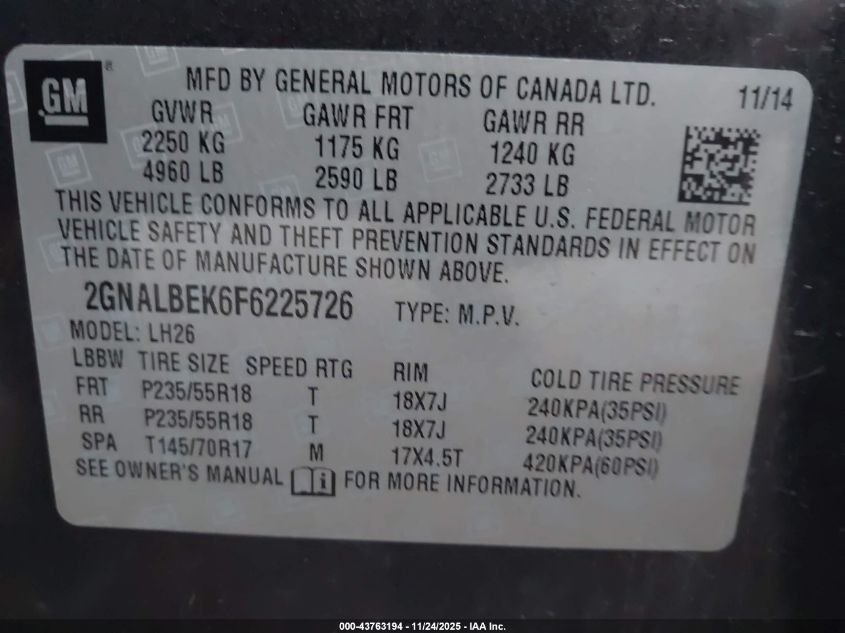 GM ®
MFD BY GENERAL MOTORS OF CANADA LTD. 11/14
GVWR GAWR FRT GAWR RR
2250 KG 1175 KG 1240 KG
4960 LB 2590 LB 2733 LB
THIS VEHICLE CONFORMS TO ALL APPLICABLE U.S. FEDERAL MOTOR
VEHICLE SAFETY AND THEFT PREVENTION STANDARDS IN EFFECT ON
THE DATE OF MANUFACTURE SHOWN ABOVE.
2GNALBEK6F6225726 TYPE: M.P.V.
MODEL: LH26
LBBW TIRE SIZE SPEED RTG RIM COLD TIRE PRESSURE
FRT P235/55R18 T 18X7J 240KPA(35PSI)
RR P235/55R18 T 18X7J 240KPA(35PSI)
SPA T145/70R17 M 17X4.5T 420KPA(60PSI)
SEE OWNER'S MANUAL i FOR MORE INFORMATION.
000-43763194 - 11/24/2025 - IAA Inc.